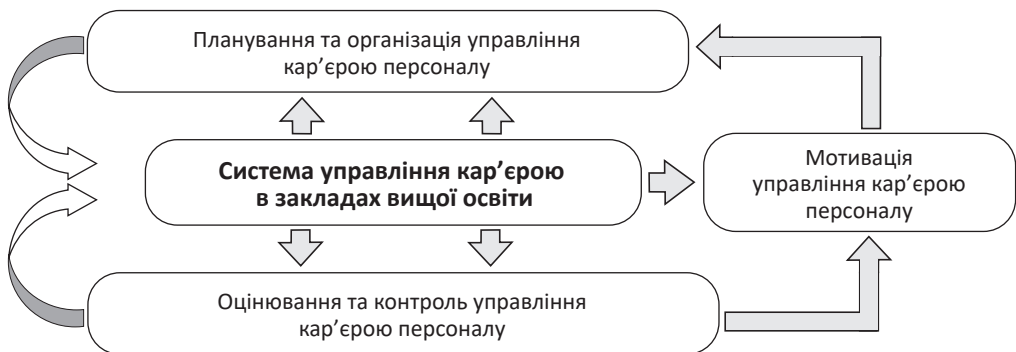 Планування та організація управління
кар’єрою персоналу
Система управління кар’єрою
в закладах вищої освіти
Мотивація
управління кар’єрою
персоналу
Оцінювання та контроль управління
кар’єрою персоналу